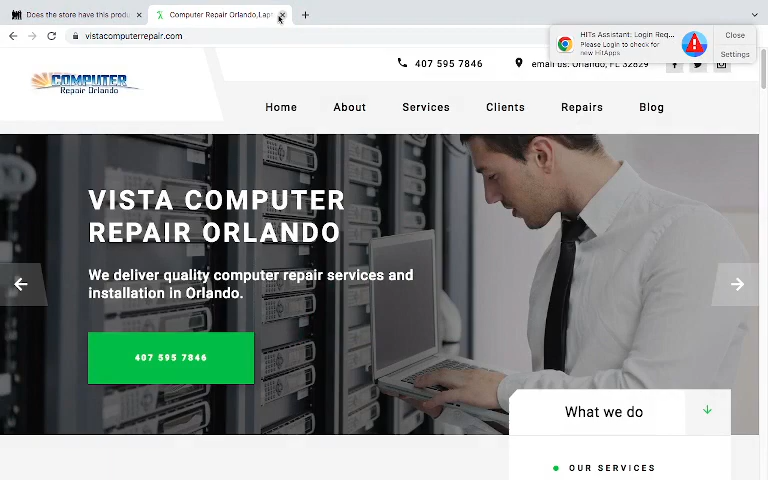 Does the store have this produ
Computer Repair Orlando,Lap
vistacomputerrepair.com
HITs Assistant: Login Req...
Please Login to check for
new HitApps
Close
Settings
COMPUTER
Repair Orlando
407 595 7846
email us: Orlando, FL 32829
Home
About
Services
Clients
Repairs
Blog
VISTA COMPUTER
REPAIR ORLANDO
We deliver quality computer repair services and
installation in Orlando.
407 595 7846
What we do
OUR SERVICES